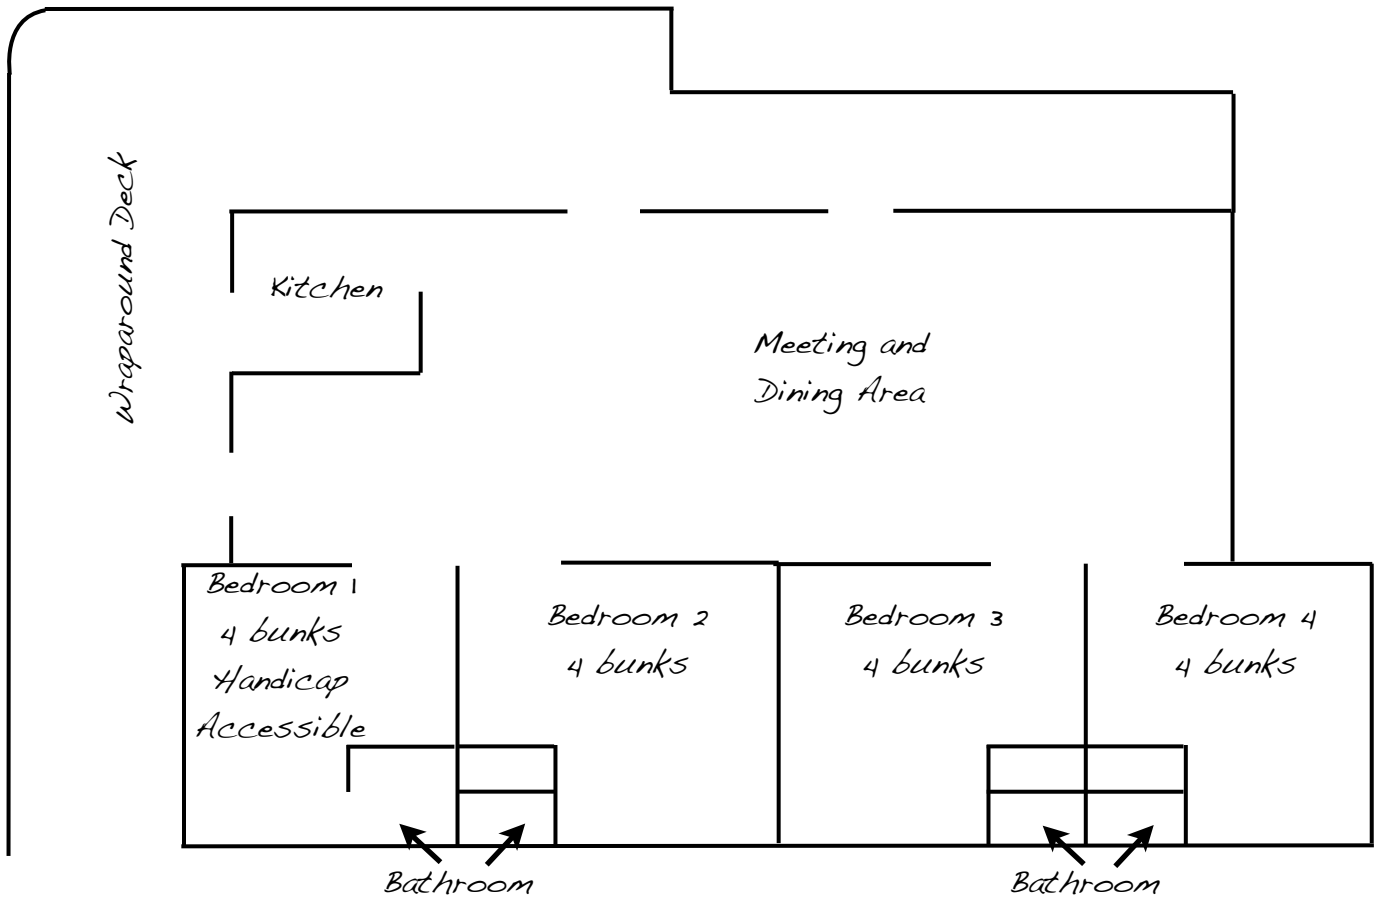 Wraparound Deck
Kitchen
Meeting and
Dining Area
Bedroom 1
4 bunks
Handicap
Accessible
Bedroom 2
4 bunks
Bedroom 3
4 bunks
Bedroom 4
4 bunks
Bathroom
Bathroom